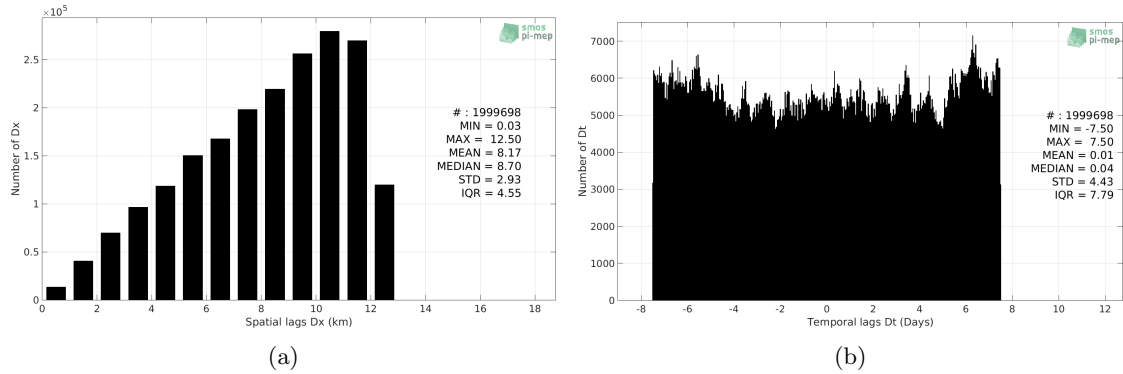 ×10⁵
2.5
2
1.5
1
0.5
0
0 2 4 6 8 10 12 14 16 18
Number of Dx
Spatial lags Dx (km)
smos
pi-mep
# : 1999698
MIN = 0.03
MAX = 12.50
MEAN = 8.17
MEDIAN = 8.70
STD = 2.93
IQR = 4.55
(a)
7000
6000
5000
4000
3000
2000
1000
0
-8 -6 -4 -2 0 2 4 6 8 10 12
Number of Dt
Temporal lags Dt (Days)
smos
pi-mep
# : 1999698
MIN = -7.50
MAX = 7.50
MEAN = 0.01
MEDIAN = 0.04
STD = 4.43
IQR = 7.79
(b)